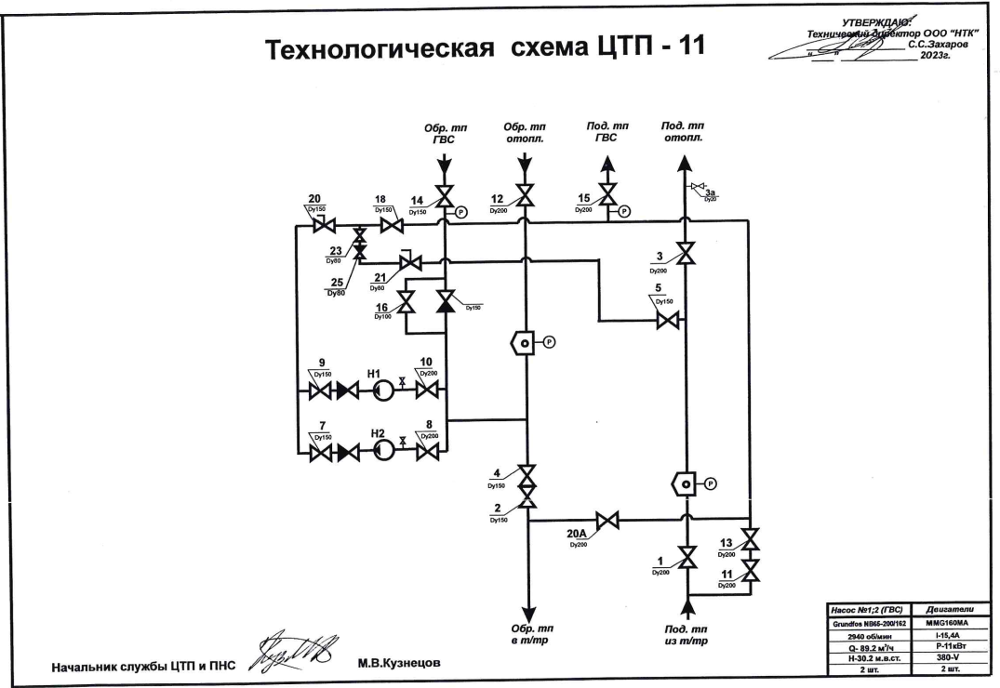 УТВЕРЖДАЮ:
Технический директор ООО "НТК"
С.С.Захаров
" " 2023г.
Технологическая схема ЦТП - 11
Обр. тп
ГВС
Обр. тп
отопл.
Под. тп
ГВС
Под. тп
отопл.
3а
Dy20
20
Dy150
18
Dy150
14
Dy150
P
12
Dy200
15
Dy200
P
23
Dy80
25
Dy80
21
Dy80
3
Dy200
5
Dy150
16
Dy100
Dy150
P
9
Dy150
Н1
10
Dy200
7
Dy150
Н2
8
Dy200
4
Dy150
P
2
Dy150
20А
Dy200
13
Dy200
1
Dy200
11
Dy200
Обр. тп
в т/тр
Под. тп
из т/тр
Насос №1;2 (ГВС) Двигатели
Grundfos NB65-200/162 MMG160MA
2940 об/мин I-15,4А
Q- 89.2 м³/ч Р-11кВт
Н-30.2 м.в.ст. 380-V
2 шт. 2 шт.
Начальник службы ЦТП и ПНС М.В.Кузнецов